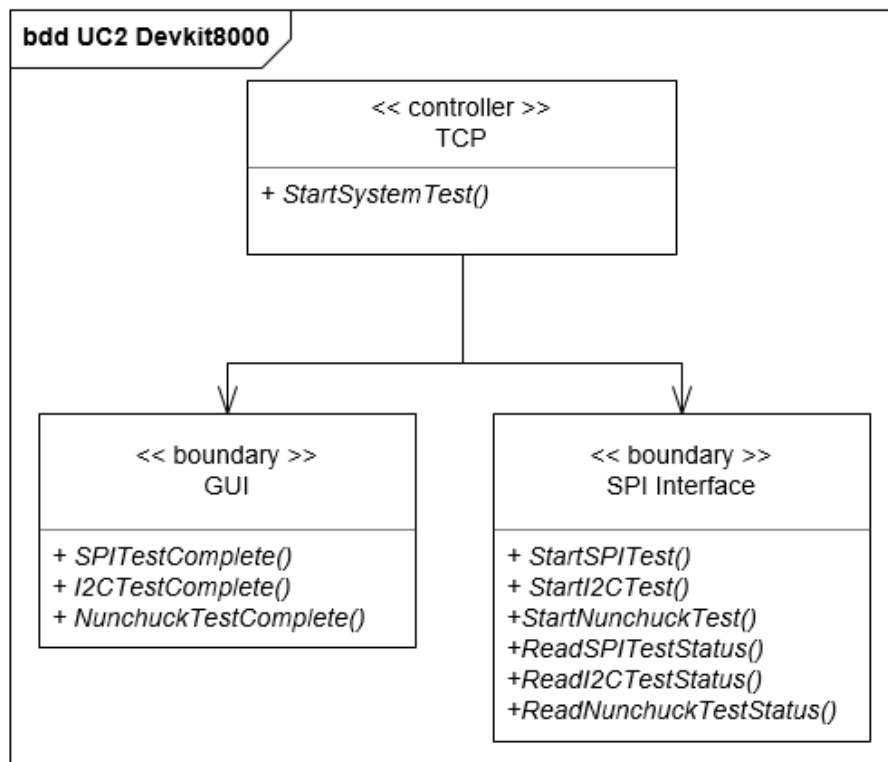 bdd UC2 Devkit8000
<< controller >>
TCP
+ StartSystemTest()
<< boundary >>
GUI
+ SPITestComplete()
+ I2CTestComplete()
+ NunchuckTestComplete()
<< boundary >>
SPI Interface
+ StartSPITest()
+ StartI2CTest()
+StartNunchuckTest()
+ReadSPITestStatus()
+ReadI2CTestStatus()
+ReadNunchuckTestStatus()